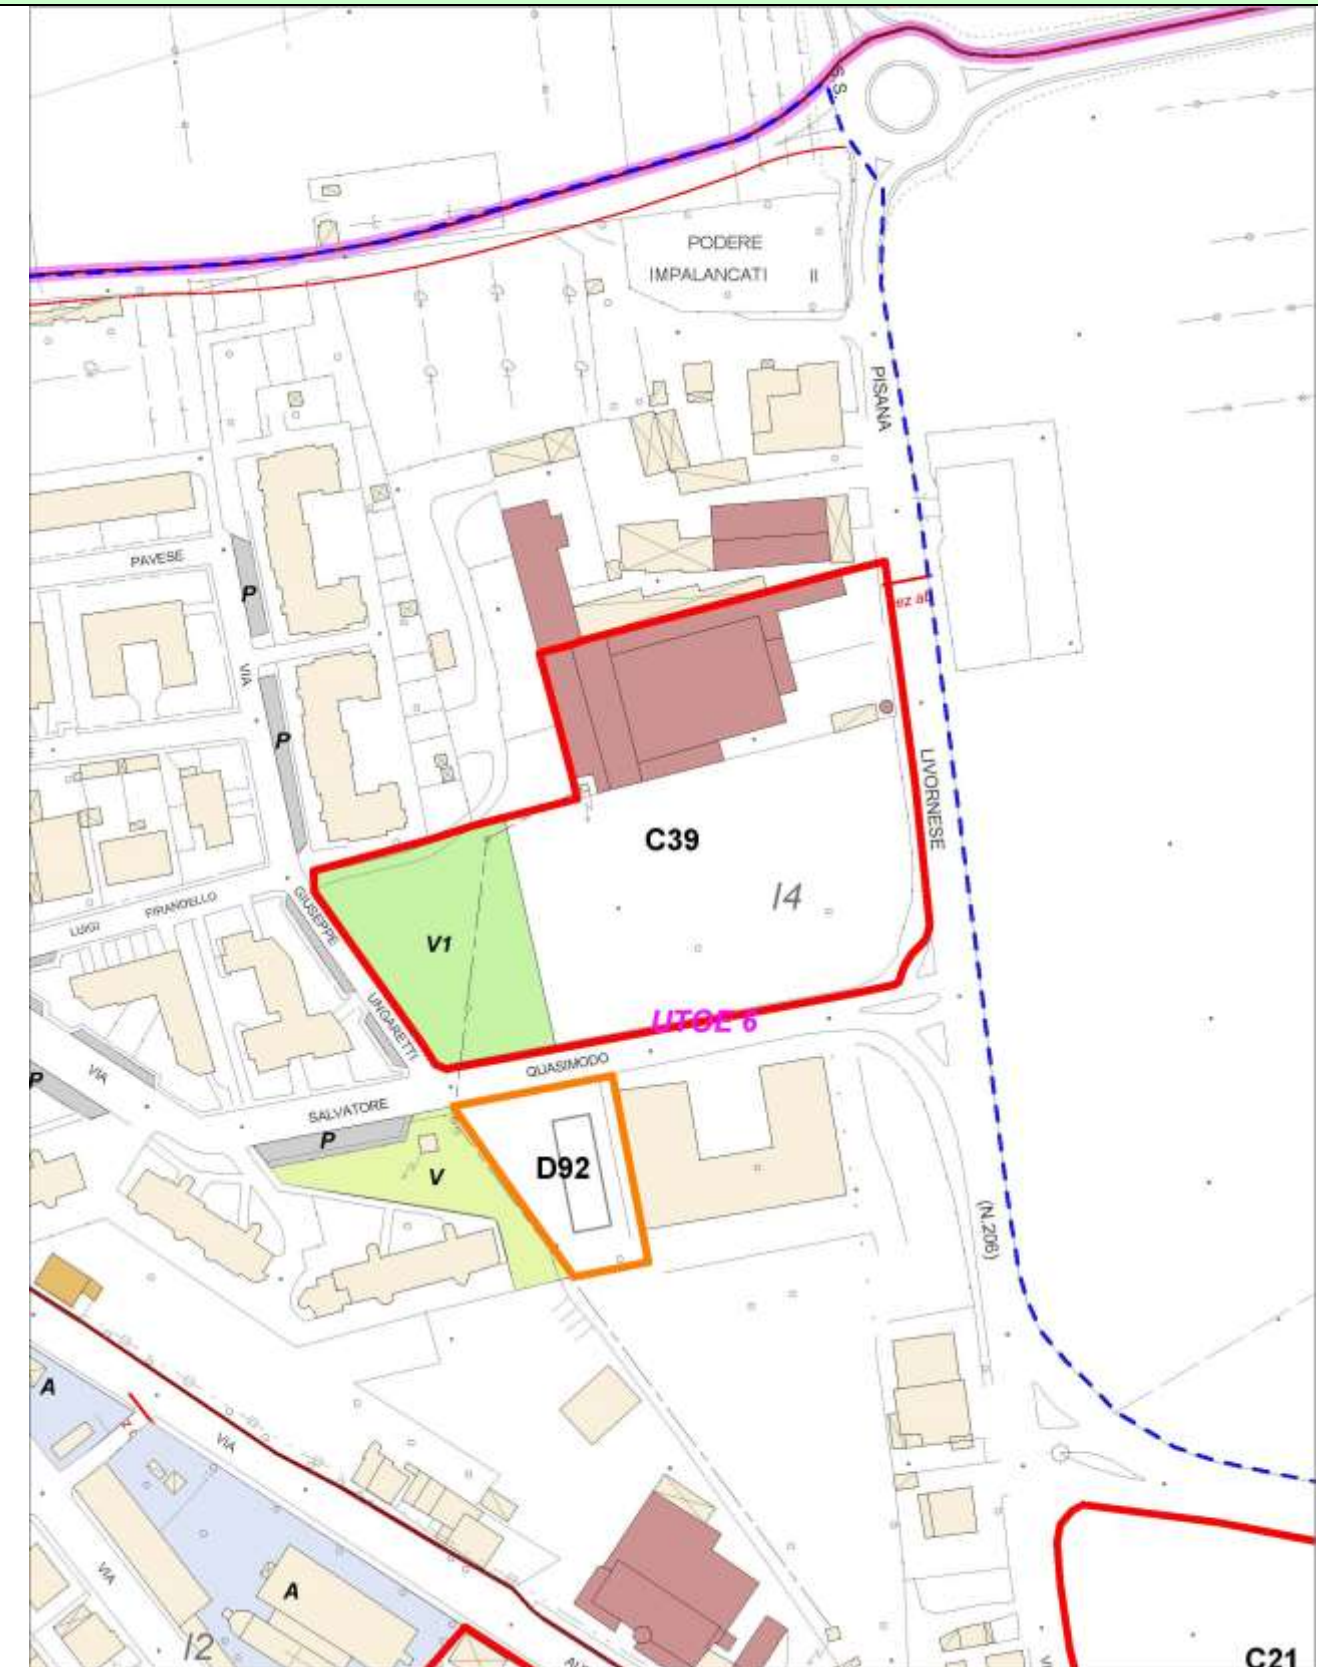 S.S.
PODERE
IMPALANCATI II
PISANA
PAVESE
P
ez al
VIA
P
LIVORNESE
C39
I4
GIUSEPPE
PIRANDELLO
LUIGI
V1
UNGARETTI
UTOE 6
QUASIMODO
VIA
P
SALVATORE
P
V
D92
(N.206)
A
VIA
VIA
A
I2
C21